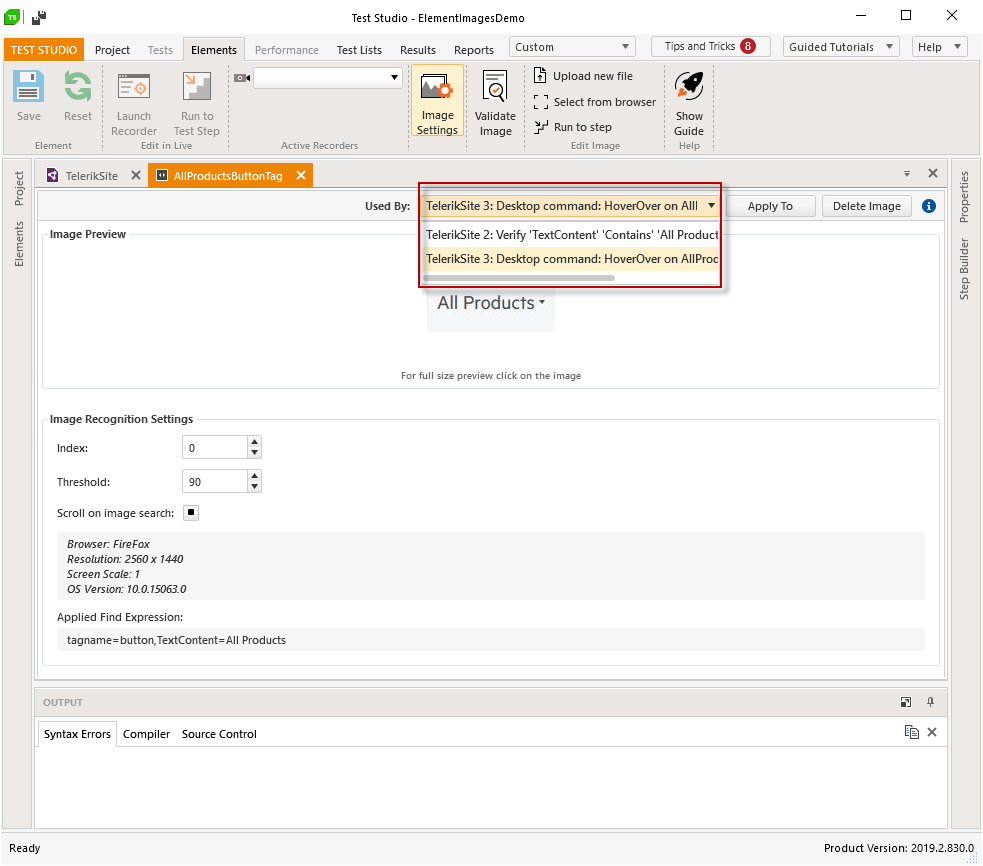 TS
Test Studio - ElementImagesDemo
TEST STUDIO Project Tests Elements Performance Test Lists Results Reports Custom Tips and Tricks 8 Guided Tutorials Help
Save
Reset
Element
Launch
Recorder
Run to
Test Step
Edit in Live
Active Recorders
Image
Settings
Validate
Image
Upload new file
Select from browser
Run to step
Edit Image
Show
Guide
Help
Project
Elements
TelerikSite AllProductsButtonTag
Used By: TelerikSite 3: Desktop command: HoverOver on AllI Apply To Delete Image
TelerikSite 2: Verify 'TextContent' 'Contains' 'All Product
TelerikSite 3: Desktop command: HoverOver on AllProd
Image Preview
All Products
For full size preview click on the image
Image Recognition Settings
Index: 0
Threshold: 90
Scroll on image search:
Browser: FireFox
Resolution: 2560 x 1440
Screen Scale: 1
OS Version: 10.0.15063.0
Applied Find Expression:
tagname=button,TextContent=All Products
Properties
Step Builder
OUTPUT
Syntax Errors Compiler Source Control
Ready
Product Version: 2019.2.830.0